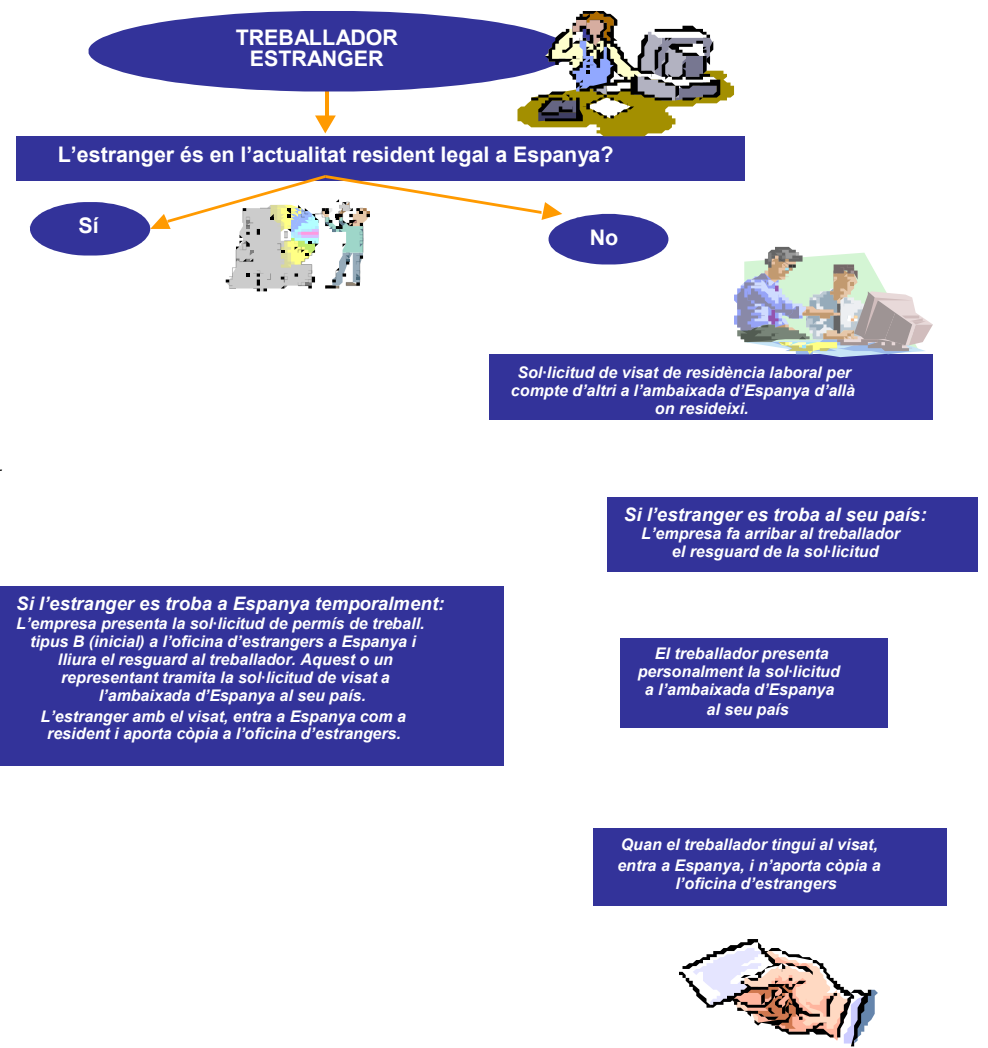 TREBALLADOR
ESTRANGER
L’estranger és en l’actualitat resident legal a Espanya?
Sí
No
Sol·licitud de visat de residència laboral per
compte d’altri a l’ambaixada d’Espanya d’allà
on resideixi.
.
Si l’estranger es troba al seu país:
L’empresa fa arribar al treballador
el resguard de la sol·licitud
Si l’estranger es troba a Espanya temporalment:
L’empresa presenta la sol·licitud de permís de treball.
tipus B (inicial) a l’oficina d’estrangers a Espanya i
lliura el resguard al treballador. Aquest o un
representant tramita la sol·licitud de visat a
l’ambaixada d’Espanya al seu país.
L’estranger amb el visat, entra a Espanya com a
resident i aporta còpia a l’oficina d’estrangers.
El treballador presenta
personalment la sol·licitud
a l’ambaixada d’Espanya
al seu país
Quan el treballador tingui al visat,
entra a Espanya, i n’aporta còpia a
l’oficina d’estrangers